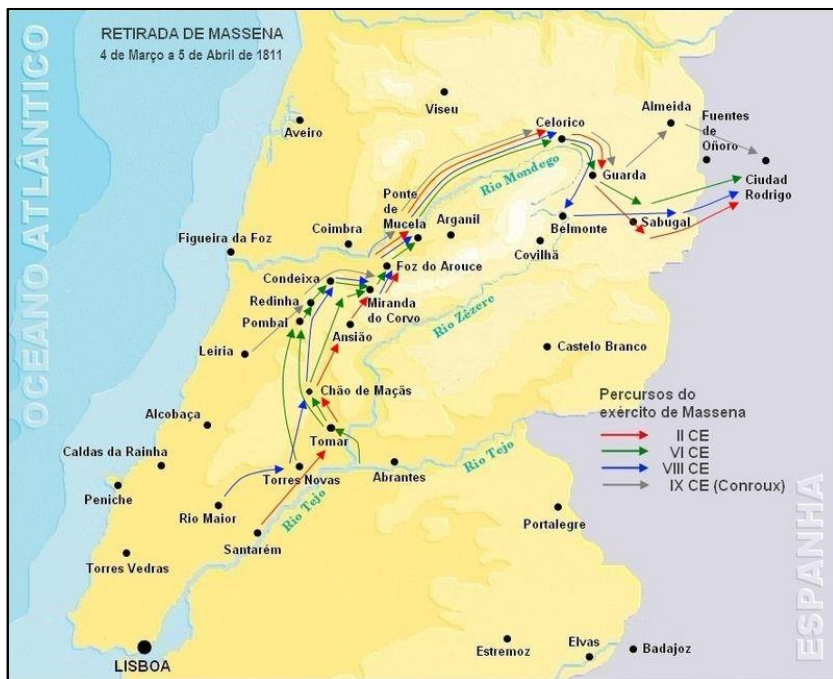 RETIRADA DE MASSENA
4 de Março a 5 de Abril de 1811
OCEANO ATLÂNTICO
Viseu
Aveiro
Celorico
Almeida
Fuentes
de
Oñoro
Guarda
Rio Mondego
Ciudad
Rodrigo
Ponte
de
Mucela
Arganil
Coimbra
Belmonte
Sabugal
Figueira da Foz
Covilhã
Foz do Arouce
Condeixa
Redinha
Miranda
do Corvo
Pombal
Rio Zêzere
Ansião
Leiria
Castelo Branco
Chão de Maçãs
Percursos do
exército de Massena
II CE
VI CE
VIII CE
IX CE (Conroux)
Alcobaça
Tomar
Caldas da Rainha
Rio Tejo
Torres Novas
Abrantes
Peniche
Rio Tejo
Rio Maior
Portalegre
Santarém
Torres Vedras
ESPANHA
Estremoz
Elvas
Badajoz
LISBOA